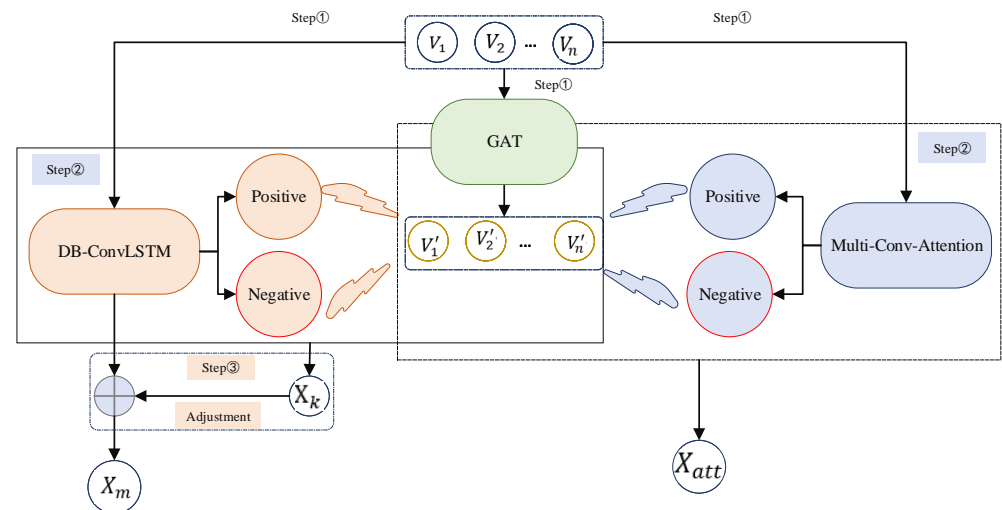 Step①
Step①
V₁ V₂ ... Vₙ
Step①
GAT
Step②
Step②
Positive
Positive
DB-ConvLSTM
V₁′ V₂′ ... Vₙ′
Multi-Conv-Attention
Negative
Negative
Step③
Xₖ
Adjustment
X_att
Xₘ